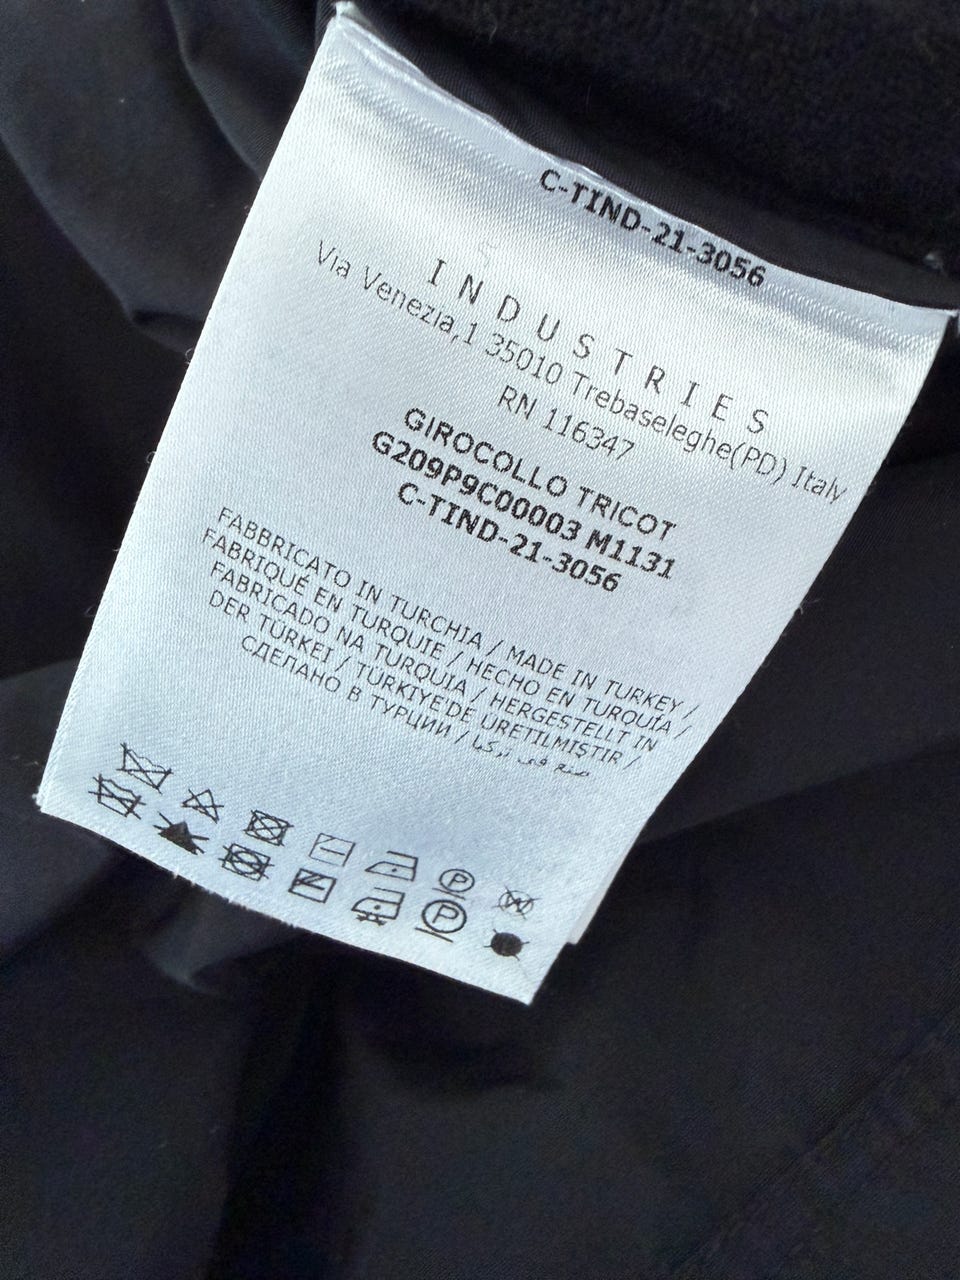 C-TIND-21-3056
INDUSTRIES
Via Venezia,1 35010 Trebaseleghe(PD) Italy
RN 116347
GIROCOLLO TRICOT
G209P9C00003 M1131
C-TIND-21-3056
FABBRICATO IN TURCHIA / MADE IN TURKEY /
FABRIQUÉ EN TURQUIE / HECHO EN TURQUÍA /
FABRICADO NA TURQUIA / HERGESTELLT IN
DER TÜRKEI / TÜRKIYE'DE ÜRETILMIŞTIR /
СДЕЛАНО В ТУРЦИИ / صنع في تركيا
P W
P